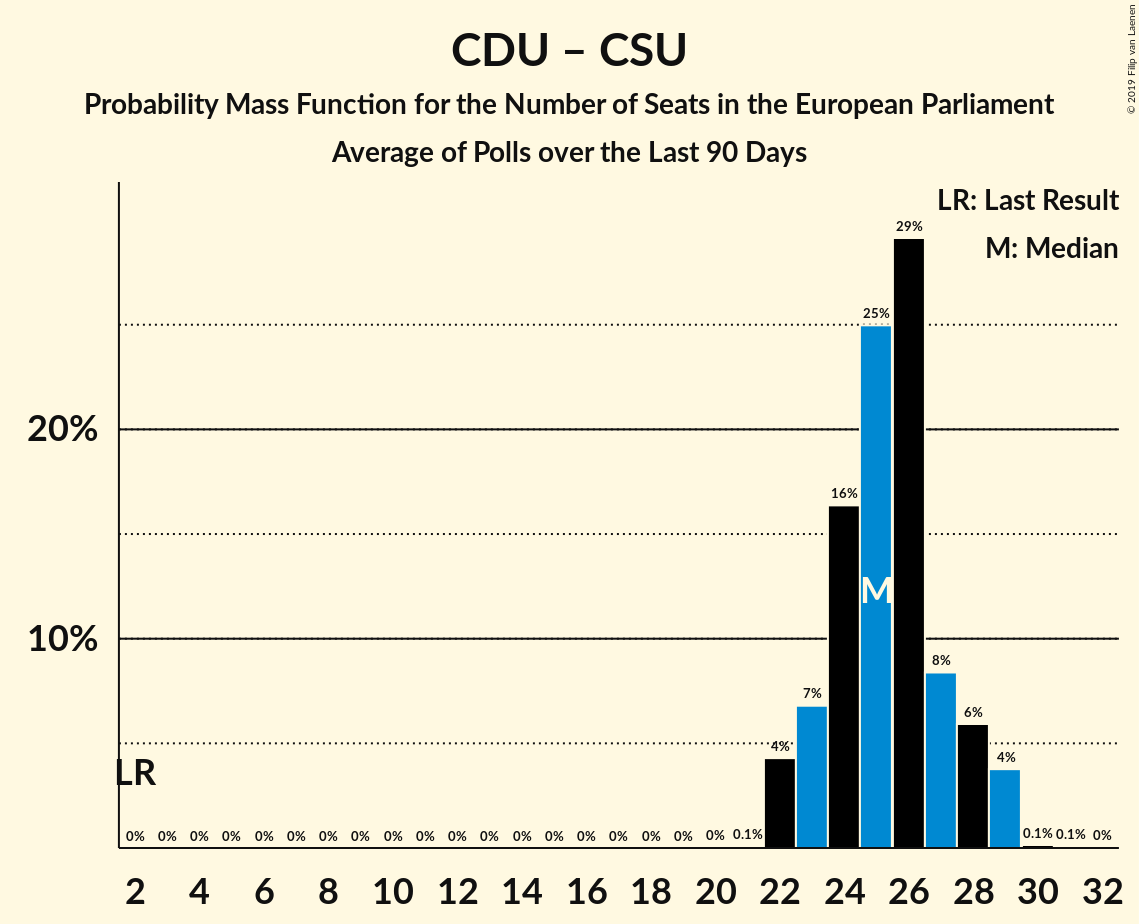 CDU – CSU
Probability Mass Function for the Number of Seats in the European Parliament
Average of Polls over the Last 90 Days
© 2019 Filip van Laenen
LR: Last Result
M: Median
29%
25%
20%
16%
M
10%
8%
7%
6%
4%
4%
LR
0% 0% 0% 0% 0% 0% 0% 0% 0% 0% 0% 0% 0% 0% 0% 0% 0% 0% 0% 0.1% 0.1% 0.1% 0%
2 4 6 8 10 12 14 16 18 20 22 24 26 28 30 32